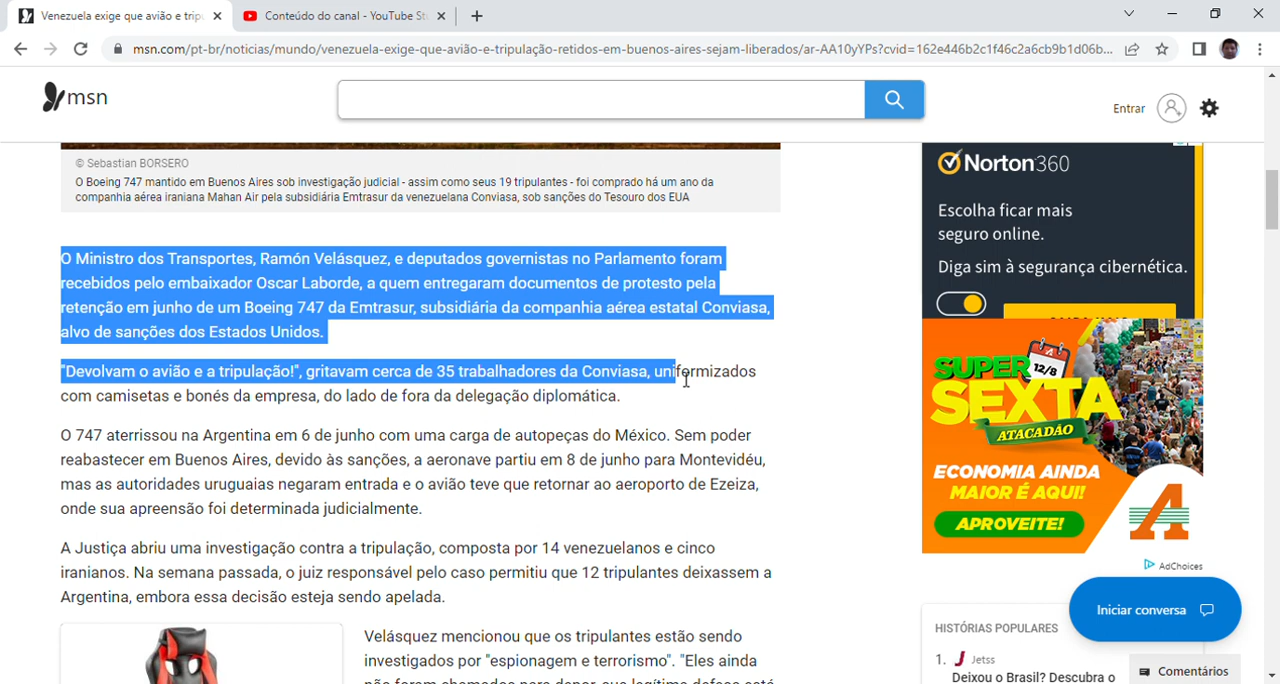 Venezuela exige que avião e trip
Conteúdo do canal - YouTube St
msn.com/pt-br/noticias/mundo/venezuela-exige-que-avião-e-tripulação-retidos-em-buenos-aires-sejam-liberados/ar-AA10yYPs?cvid=162e446b2c1f46c2a6cb9b1d06b...
msn
Entrar
© Sebastian BORSERO
O Boeing 747 mantido em Buenos Aires sob investigação judicial - assim como seus 19 tripulantes - foi comprado há um ano da
companhia aérea iraniana Mahan Air pela subsidiária Emtrasur da venezuelana Conviasa, sob sanções do Tesouro dos EUA
O Ministro dos Transportes, Ramón Velásquez, e deputados governistas no Parlamento foram
recebidos pelo embaixador Oscar Laborde, a quem entregaram documentos de protesto pela
retenção em junho de um Boeing 747 da Emtrasur, subsidiária da companhia aérea estatal Conviasa,
alvo de sanções dos Estados Unidos.
"Devolvam o avião e a tripulação!", gritavam cerca de 35 trabalhadores da Conviasa, uniformizados
com camisetas e bonés da empresa, do lado de fora da delegação diplomática.
O 747 aterrissou na Argentina em 6 de junho com uma carga de autopeças do México. Sem poder
reabastecer em Buenos Aires, devido às sanções, a aeronave partiu em 8 de junho para Montevidéu,
mas as autoridades uruguaias negaram entrada e o avião teve que retornar ao aeroporto de Ezeiza,
onde sua apreensão foi determinada judicialmente.
A Justiça abriu uma investigação contra a tripulação, composta por 14 venezuelanos e cinco
iranianos. Na semana passada, o juiz responsável pelo caso permitiu que 12 tripulantes deixassem a
Argentina, embora essa decisão esteja sendo apelada.
Velásquez mencionou que os tripulantes estão sendo
investigados por "espionagem e terrorismo". "Eles ainda
Norton360
Escolha ficar mais
seguro online.
Diga sim à segurança cibernética.
SUPER
12/8
SEXTA
ATACADÃO
ECONOMIA AINDA
MAIOR É AQUI!
APROVEITE!
AdChoices
Iniciar conversa
HISTÓRIAS POPULARES
1. Jetss
Deixou o Brasil? Descubra o
Comentários